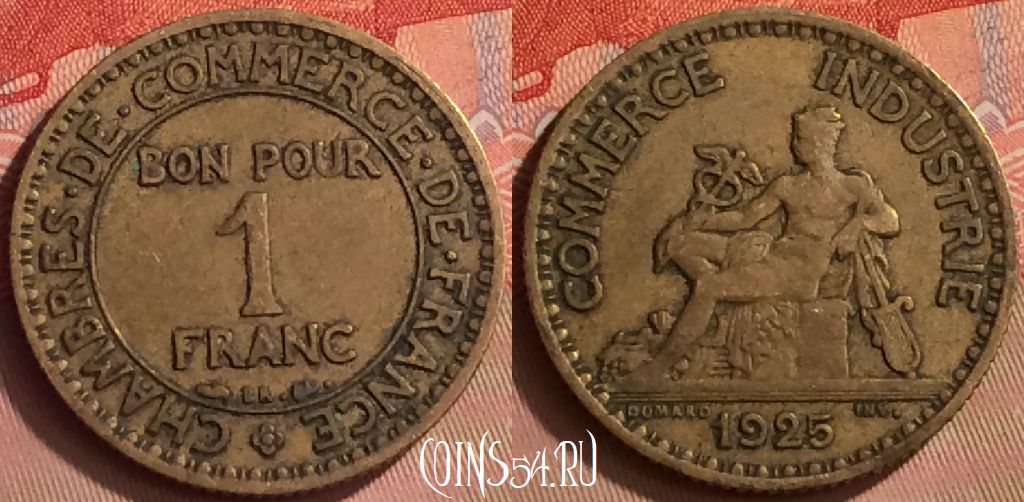 CHAMBRES·DE·COMMERCE·DE·FRANCE
BON POUR
1
FRANC
COMMERCE INDUSTRIE
DOMARD INV.
1925
COINS54.RU